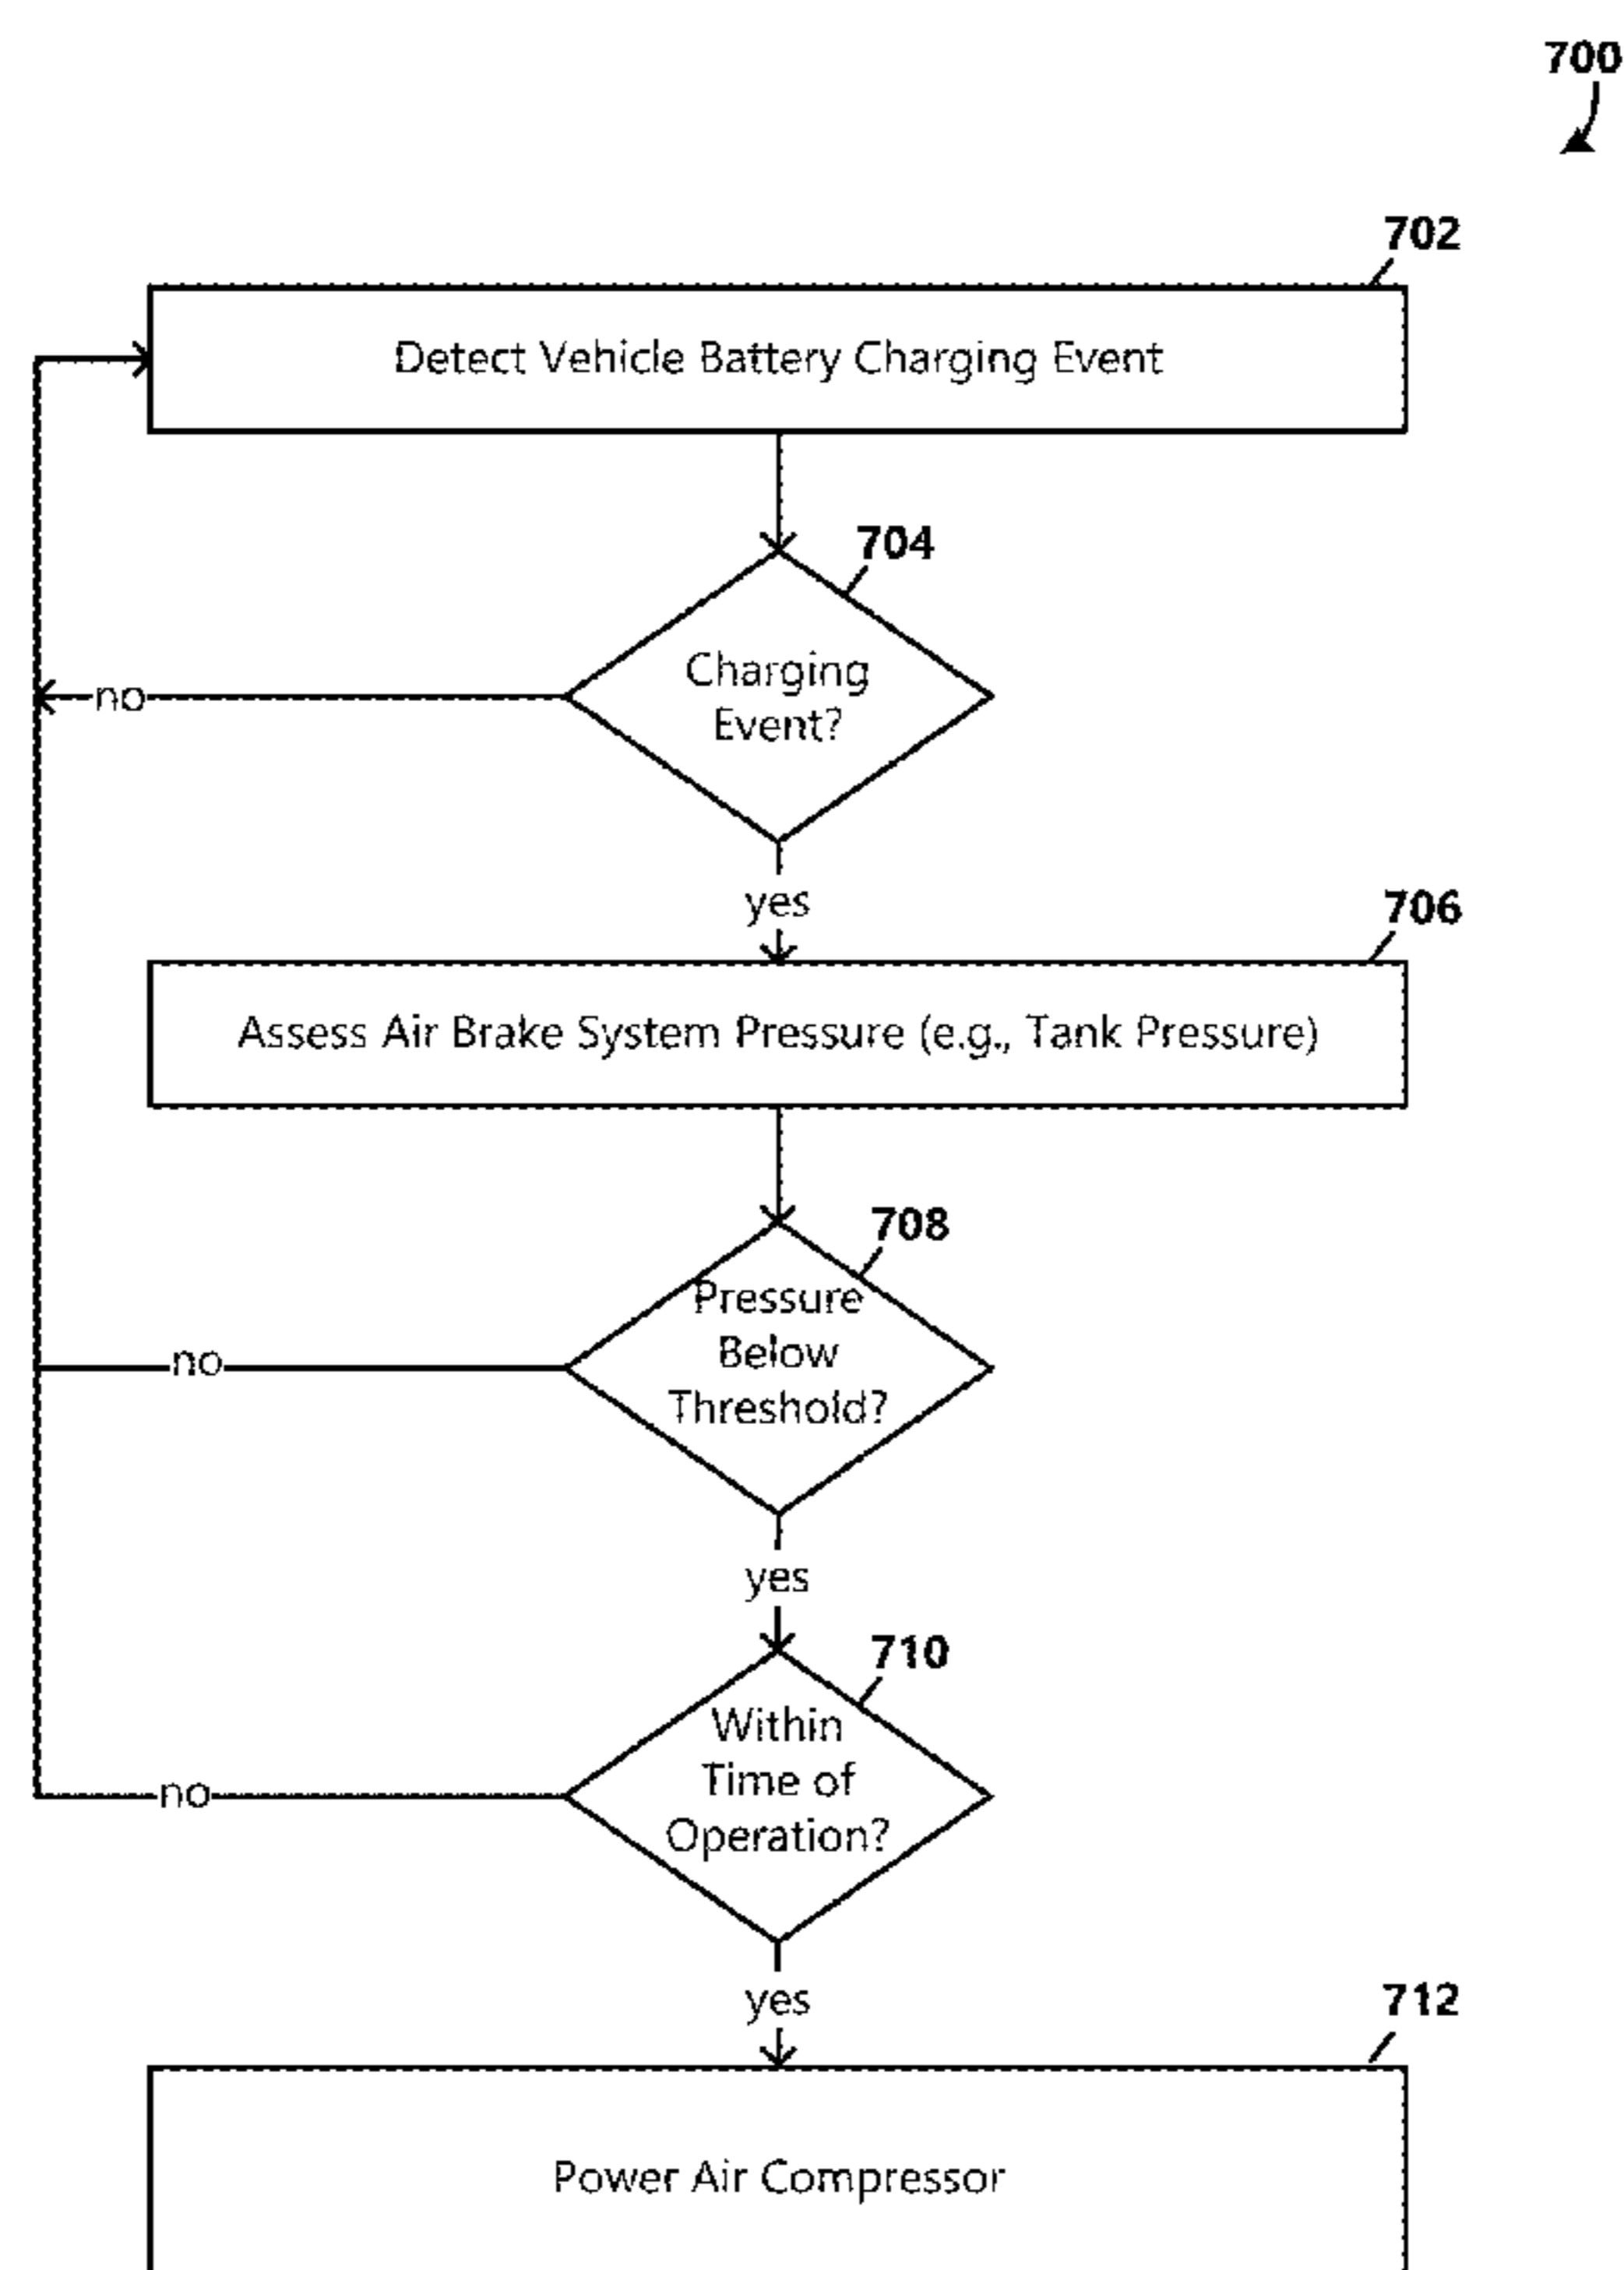 700
702
Detect Vehicle Battery Charging Event
704
Charging
Event?
no
yes
706
Assess Air Brake System Pressure (e.g., Tank Pressure)
708
Pressure
Below
Threshold?
no
yes
710
Within
Time of
Operation?
no
yes
712
Power Air Compressor